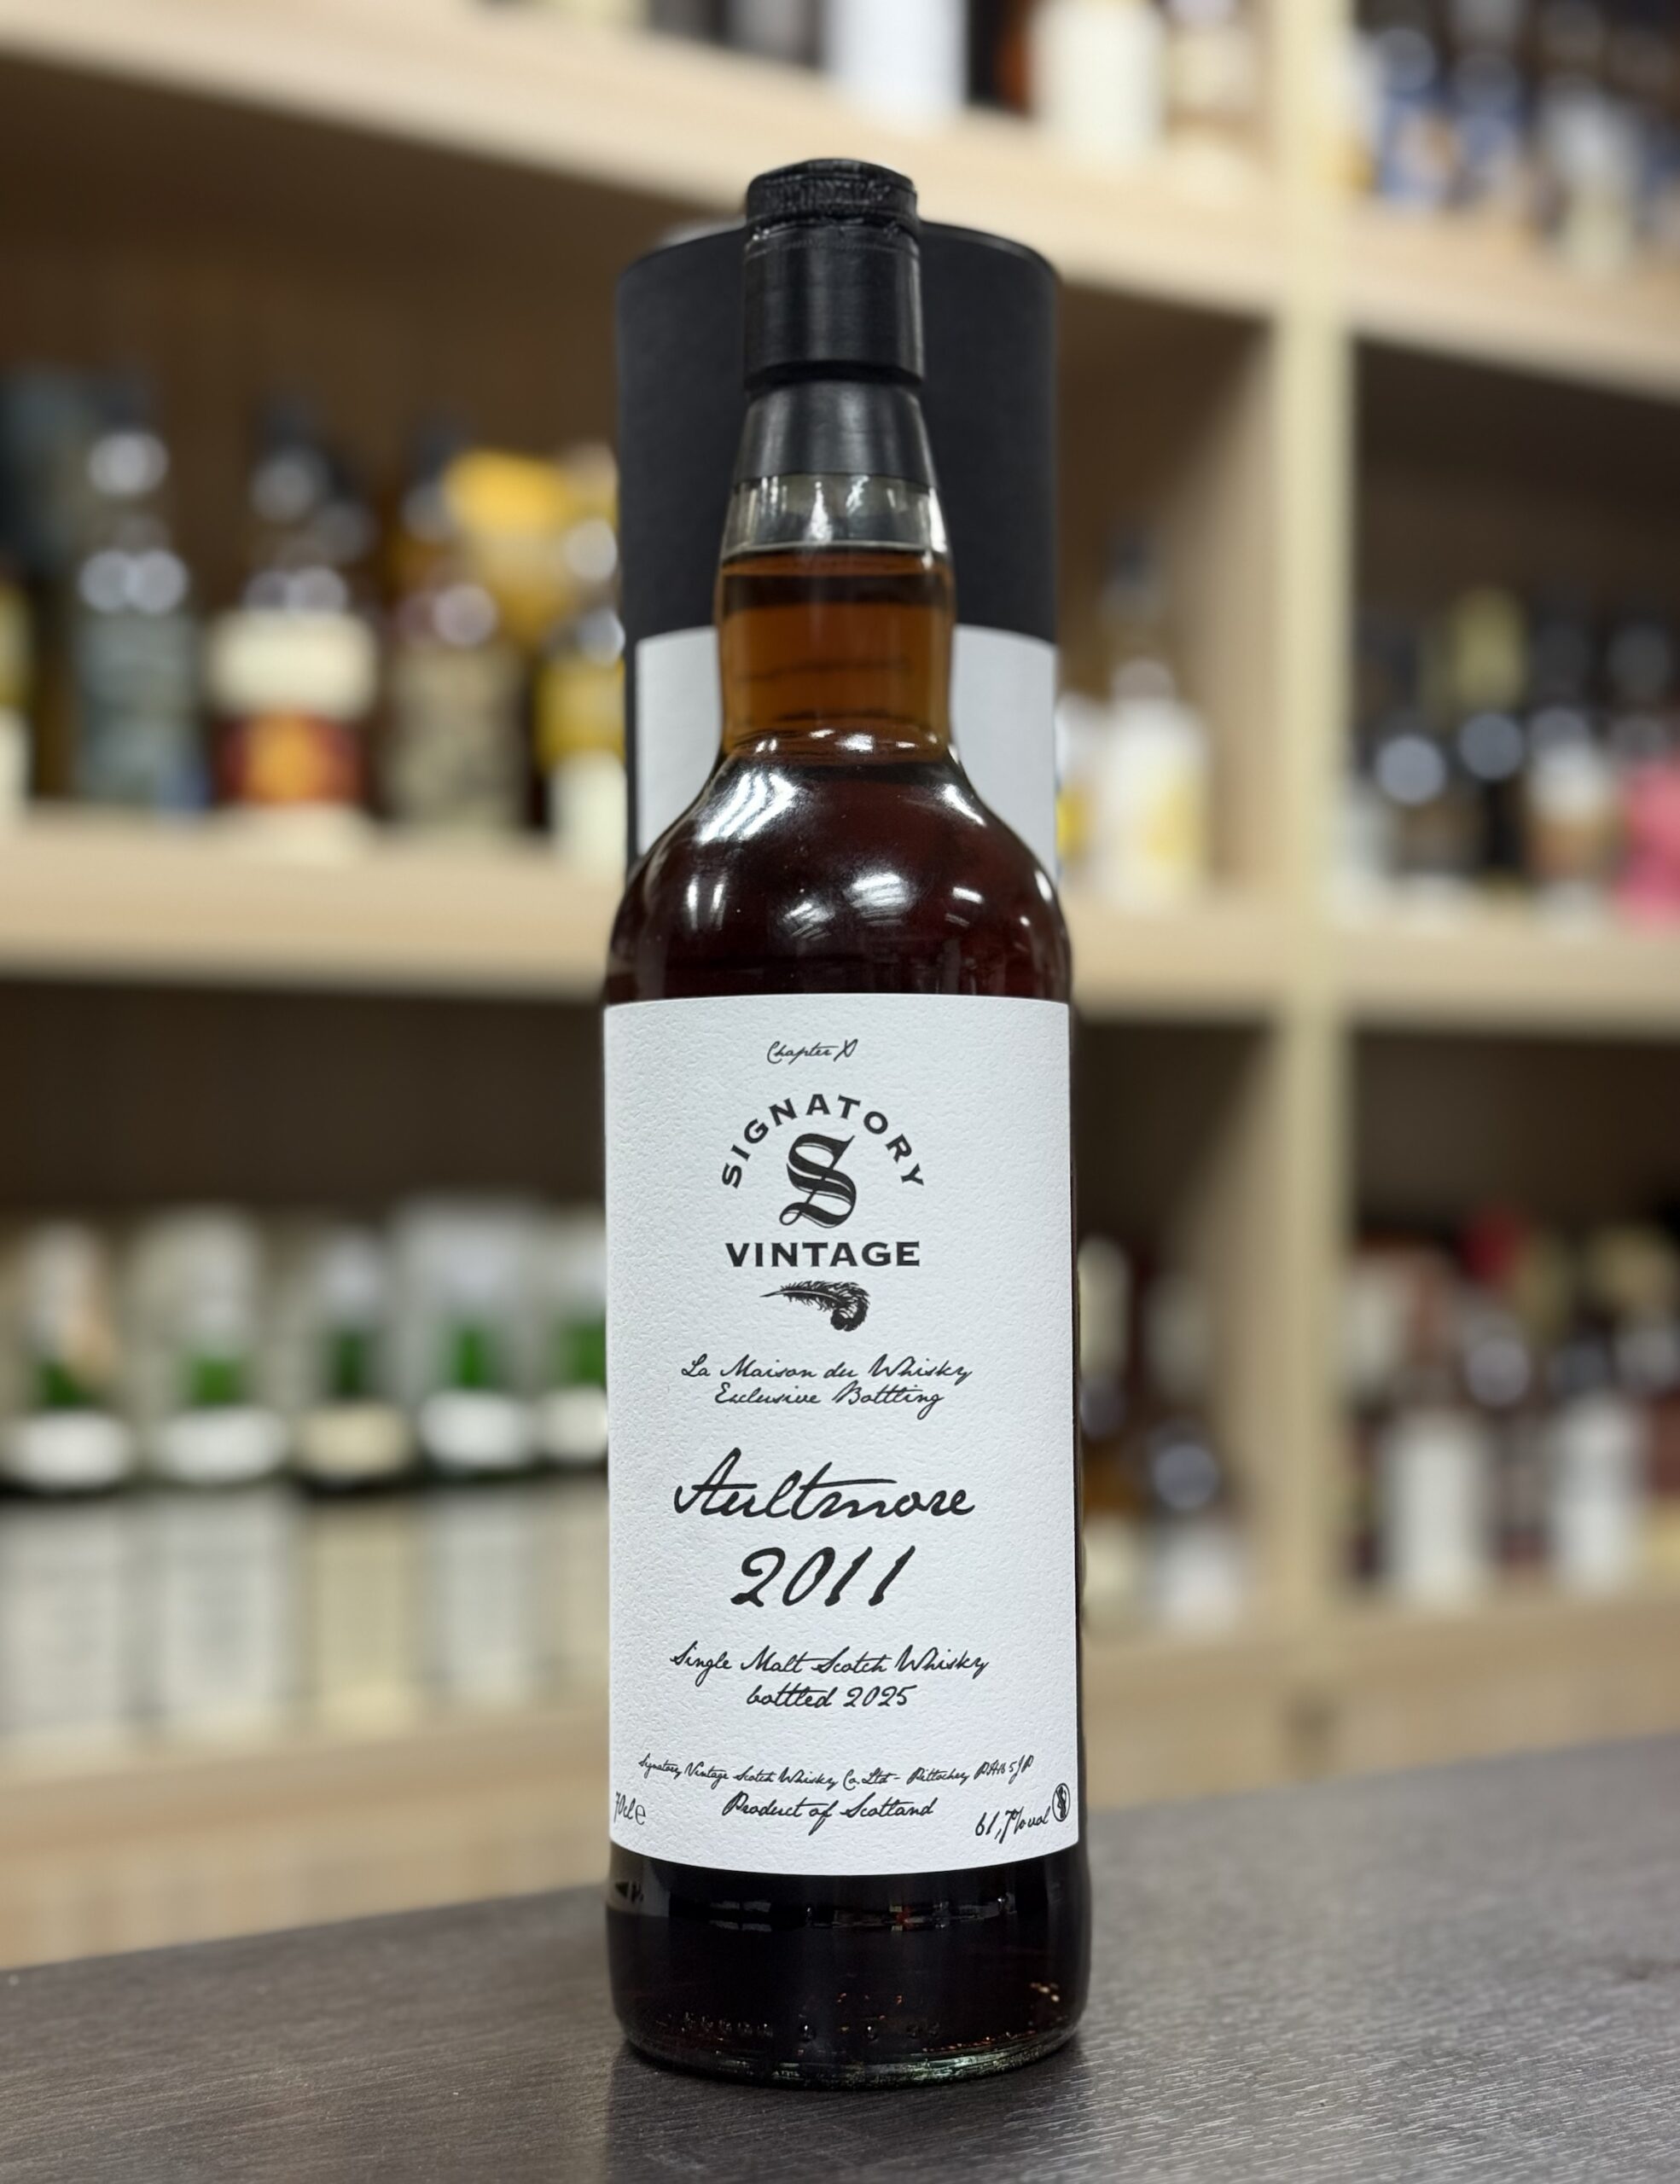 Chapter XI
SIGNATORY
S
VINTAGE
La Maison du Whisky
Exclusive Bottling
Aultmore
2011
Single Malt Scotch Whisky
bottled 2025
Signatory Vintage Scotch Whisky Co. Ltd - Pitlochry PH16 5JP
70cl e
Product of Scotland
61,7%vol